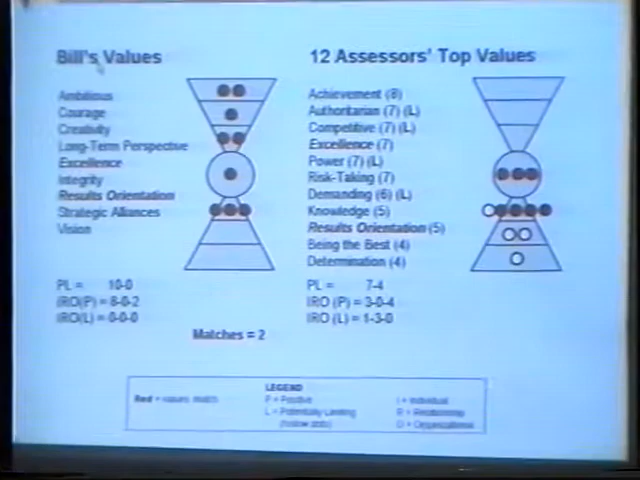 Bill's Values
Ambitious
Courage
Creativity
Long-Term Perspective
Excellence
Integrity
Results Orientation
Strategic Alliances
Vision
PL = 10-0
IRO(P) = 8-0-2
IRO(L) = 0-0-0
12 Assessors' Top Values
Achievement (8)
Authoritarian (7) (L)
Competitive (7) (L)
Excellence (7)
Power (7) (L)
Risk-Taking (7)
Demanding (6) (L)
Knowledge (5)
Results Orientation (5)
Being the Best (4)
Determination (4)
PL = 7-4
IRO (P) = 3-0-4
IRO (L) = 1-3-0
Matches = 2
LEGEND
Red = values match
P = Positive
L = Potentially Limiting
(hollow dots)
I = Individual
R = Relationship
O = Organisational